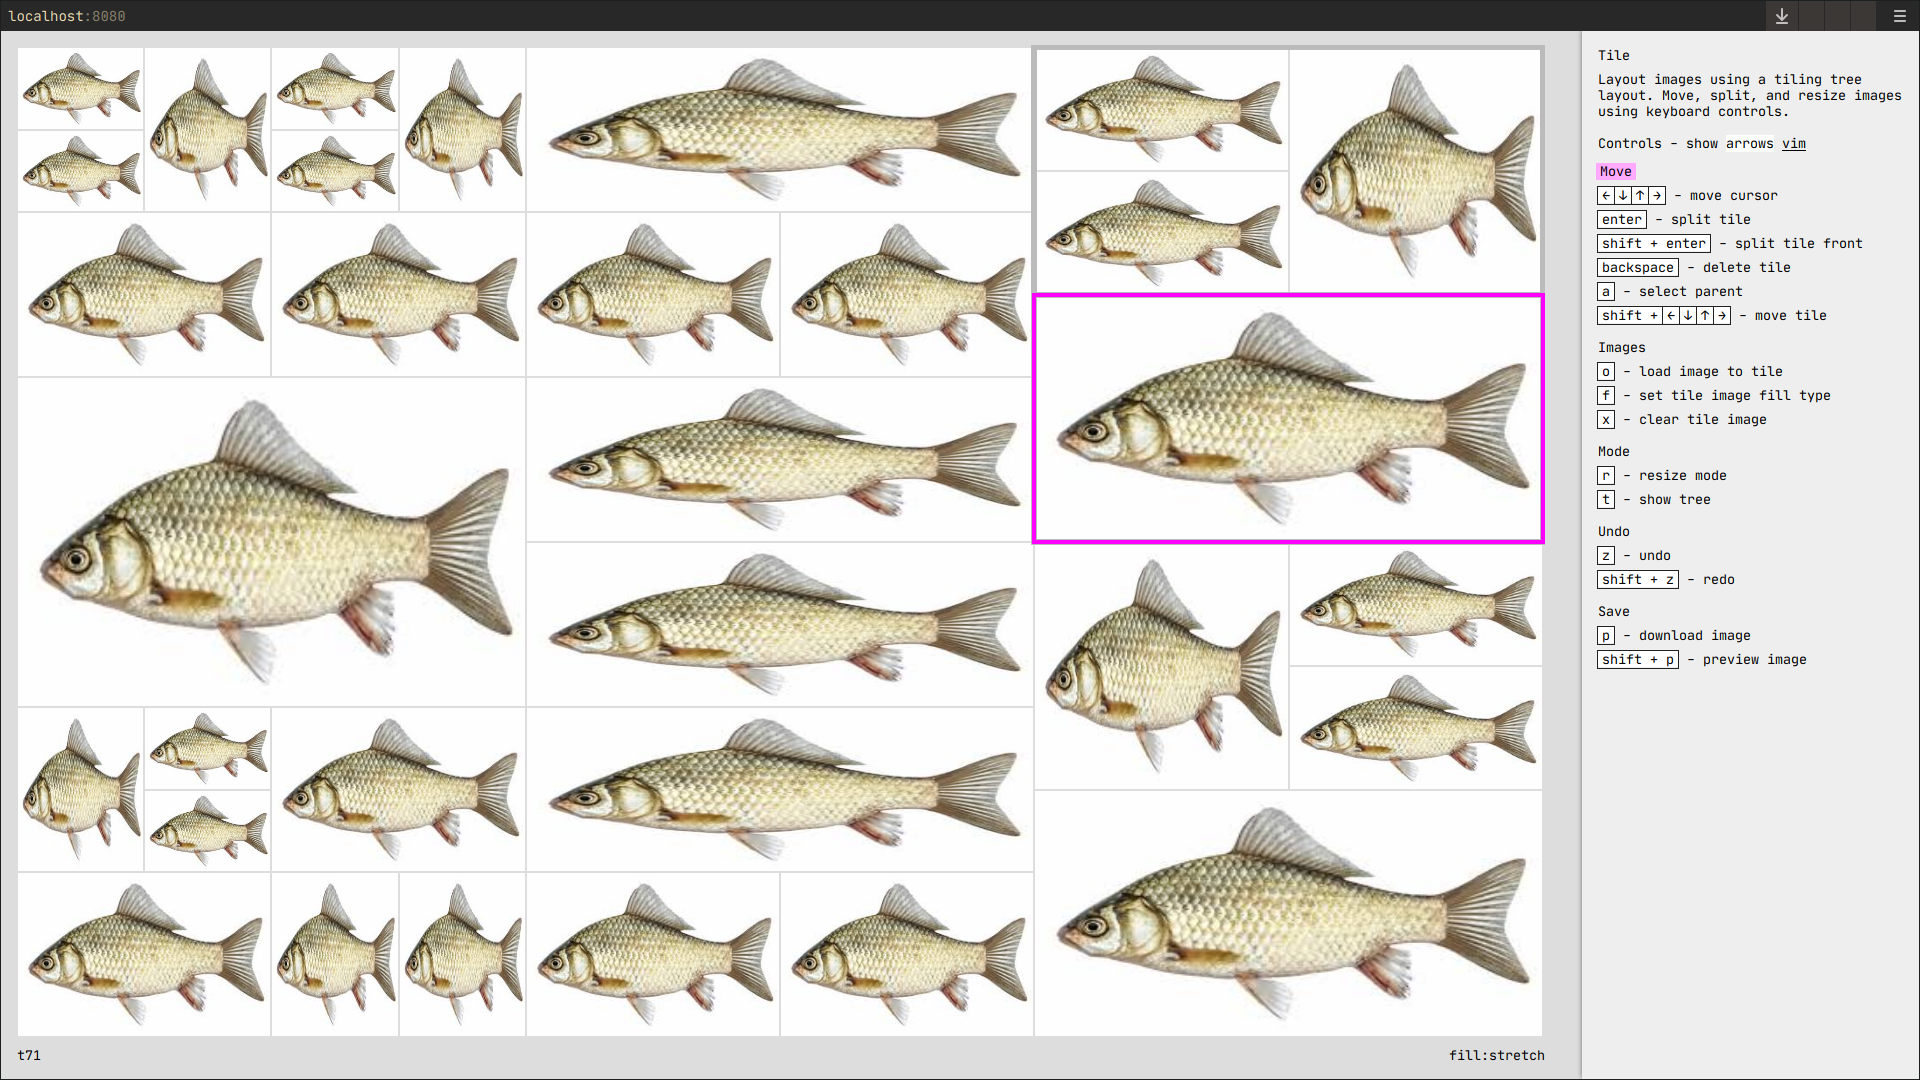 localhost:8080
Tile
Layout images using a tiling tree
layout. Move, split, and resize images
using keyboard controls.
Controls - show arrows vim
Move
←↓↑→ - move cursor
enter - split tile
shift + enter - split tile front
backspace - delete tile
a - select parent
shift + ←↓↑→ - move tile
Images
o - load image to tile
f - set tile image fill type
x - clear tile image
Mode
r - resize mode
t - show tree
Undo
z - undo
shift + z - redo
Save
p - download image
shift + p - preview image
t71
fill:stretch